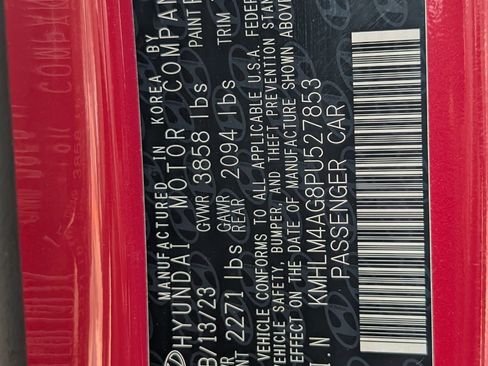 MANUFACTURED IN KOREA BY
HYUNDAI MOTOR COMPAN
/13/23 GVWR 3858 lbs PAINT
GAWR
2271 lbs REAR 2094 lbs TRIM
VEHICLE CONFORMS TO ALL APPLICABLE U.S.A. FEDER
VEHICLE SAFETY, BUMPER, AND THEFT PREVENTION STAN
EFFECT ON THE DATE OF MANUFACTURE SHOWN ABOVE
I.N KMHLM4AG8PU527853
PASSENGER CAR